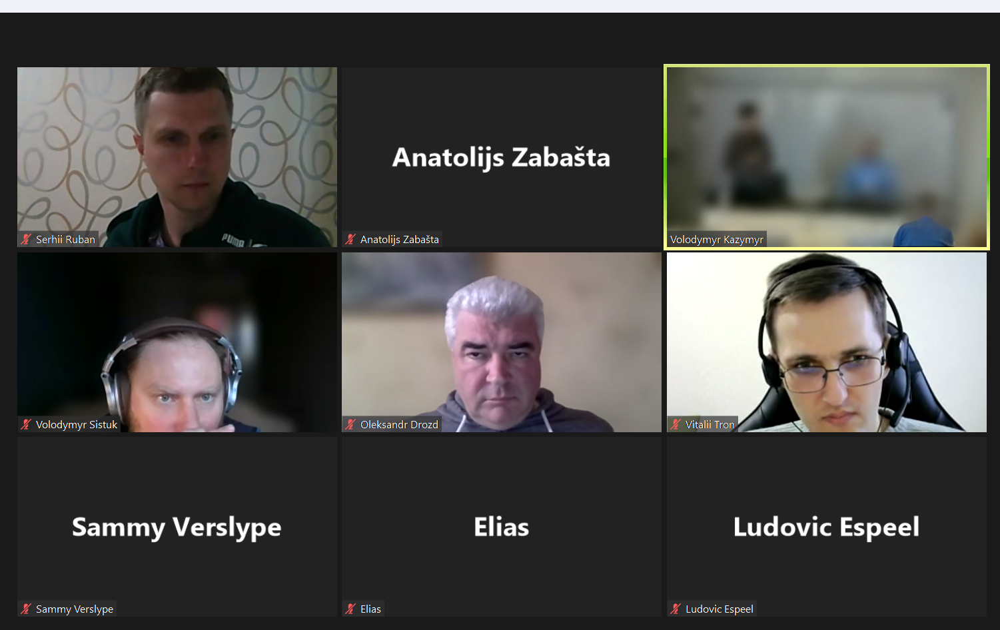 PUMA
Serhii Ruban
Anatolijs Zabašta
Anatolijs Zabašta
Volodymyr Kazymyr
Volodymyr Sistuk
Oleksandr Drozd
Vitalii Tron
Sammy Verslype
Sammy Verslype
Elias
Elias
Ludovic Espeel
Ludovic Espeel